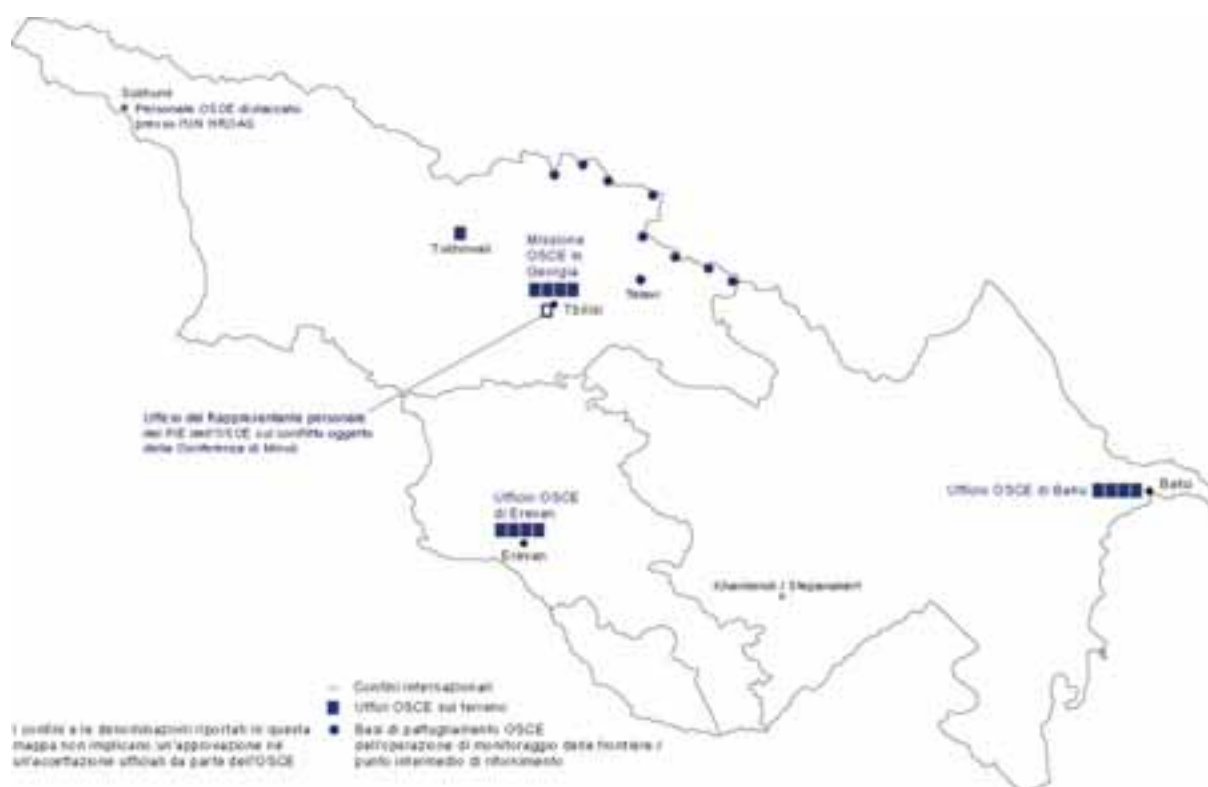 Sukhumi
Personale OSCE distaccato
presso l'UN HROAG
Tskhinvali
Missione
OSCE in
Georgia
Telavi
Tbilisi
Ufficio del Rappresentante personale
del PiE dell'OSCE sul conflitto oggetto
della Conferenza di Minsk
Ufficio OSCE di Baku
Baku
Ufficio OSCE
di Erevan
Erevan
Khankendi / Stepanakert
Confini internazionali
Uffici OSCE sul terreno
Basi di pattugliamento OSCE
dell'operazione di monitoraggio delle frontiere /
punto intermedio di rifornimento
I confini e le denominazioni riportati in questa
mappa non implicano un'approvazione né
un'accettazione ufficiali da parte dell'OSCE